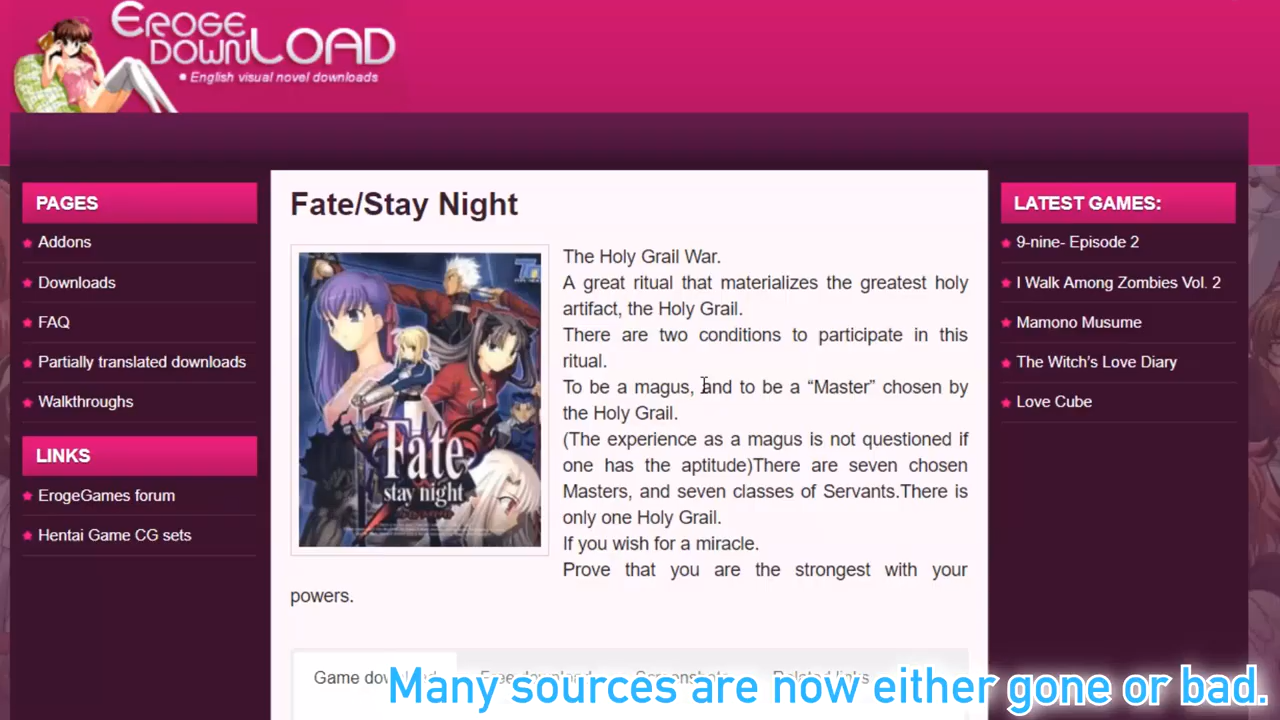 EROGE
DOWNLOAD
English visual novel downloads
PAGES
Addons
Downloads
FAQ
Partially translated downloads
Walkthroughs
LINKS
ErogeGames forum
Hentai Game CG sets
Fate/Stay Night
Fate
stay night
The Holy Grail War.
A great ritual that materializes the greatest holy
artifact, the Holy Grail.
There are two conditions to participate in this
ritual.
To be a magus, and to be a “Master” chosen by
the Holy Grail.
(The experience as a magus is not questioned if
one has the aptitude)There are seven chosen
Masters, and seven classes of Servants.There is
only one Holy Grail.
If you wish for a miracle.
Prove that you are the strongest with your
powers.
Game download Free download Screenshots Related links
LATEST GAMES:
9-nine- Episode 2
I Walk Among Zombies Vol. 2
Mamono Musume
The Witch's Love Diary
Love Cube
Many sources are now either gone or bad.